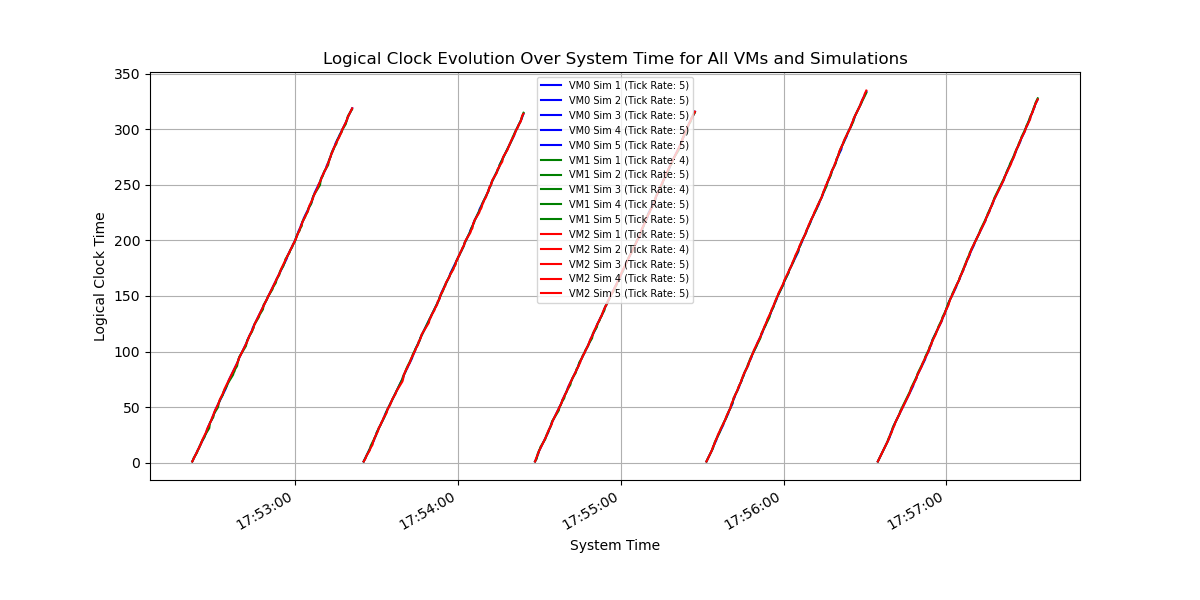 Logical Clock Evolution Over System Time for All VMs and Simulations
350
300
250
200
150
100
50
0
Logical Clock Time
VM0 Sim 1 (Tick Rate: 5)
VM0 Sim 2 (Tick Rate: 5)
VM0 Sim 3 (Tick Rate: 5)
VM0 Sim 4 (Tick Rate: 5)
VM0 Sim 5 (Tick Rate: 5)
VM1 Sim 1 (Tick Rate: 4)
VM1 Sim 2 (Tick Rate: 5)
VM1 Sim 3 (Tick Rate: 4)
VM1 Sim 4 (Tick Rate: 5)
VM1 Sim 5 (Tick Rate: 5)
VM2 Sim 1 (Tick Rate: 5)
VM2 Sim 2 (Tick Rate: 4)
VM2 Sim 3 (Tick Rate: 5)
VM2 Sim 4 (Tick Rate: 5)
VM2 Sim 5 (Tick Rate: 5)
17:53:00
17:54:00
17:55:00
17:56:00
17:57:00
System Time